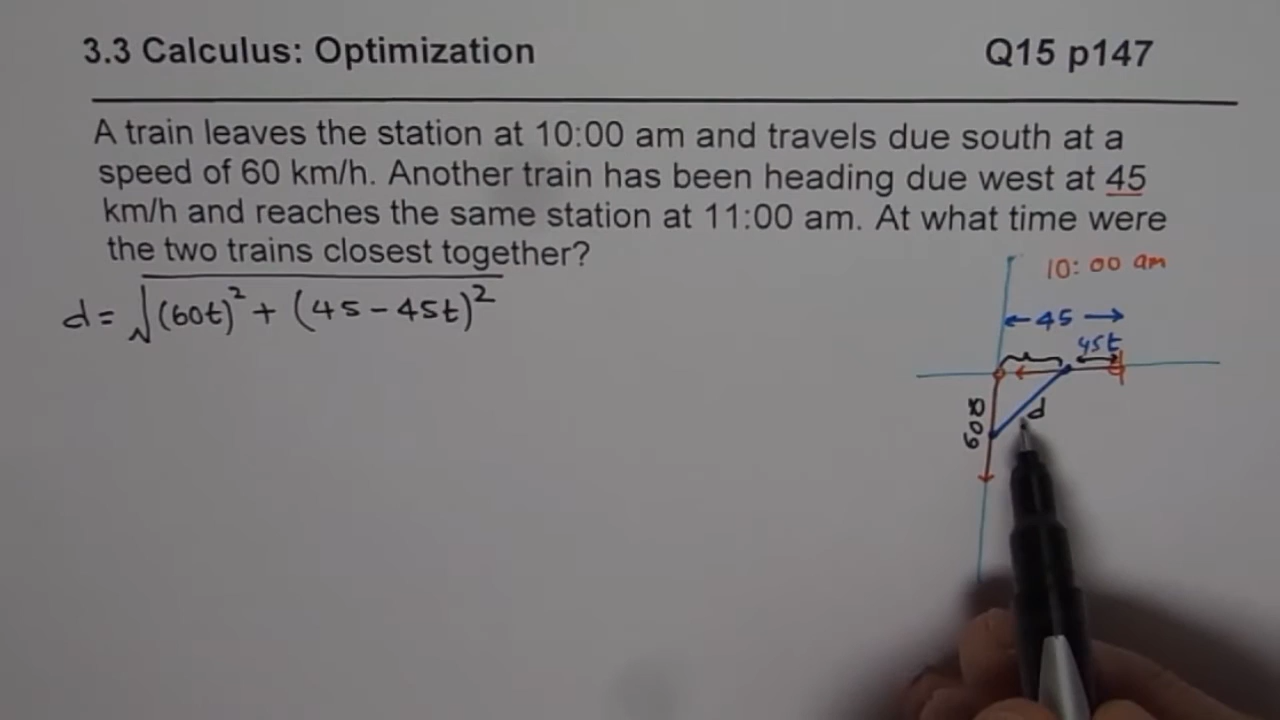 3.3 Calculus: Optimization Q15 p147
A train leaves the station at 10:00 am and travels due south at a
speed of 60 km/h. Another train has been heading due west at 45
km/h and reaches the same station at 11:00 am. At what time were
the two trains closest together?
10:00 am
d = √(60t)² + (45 - 45t)²
← 45 →
45t
d